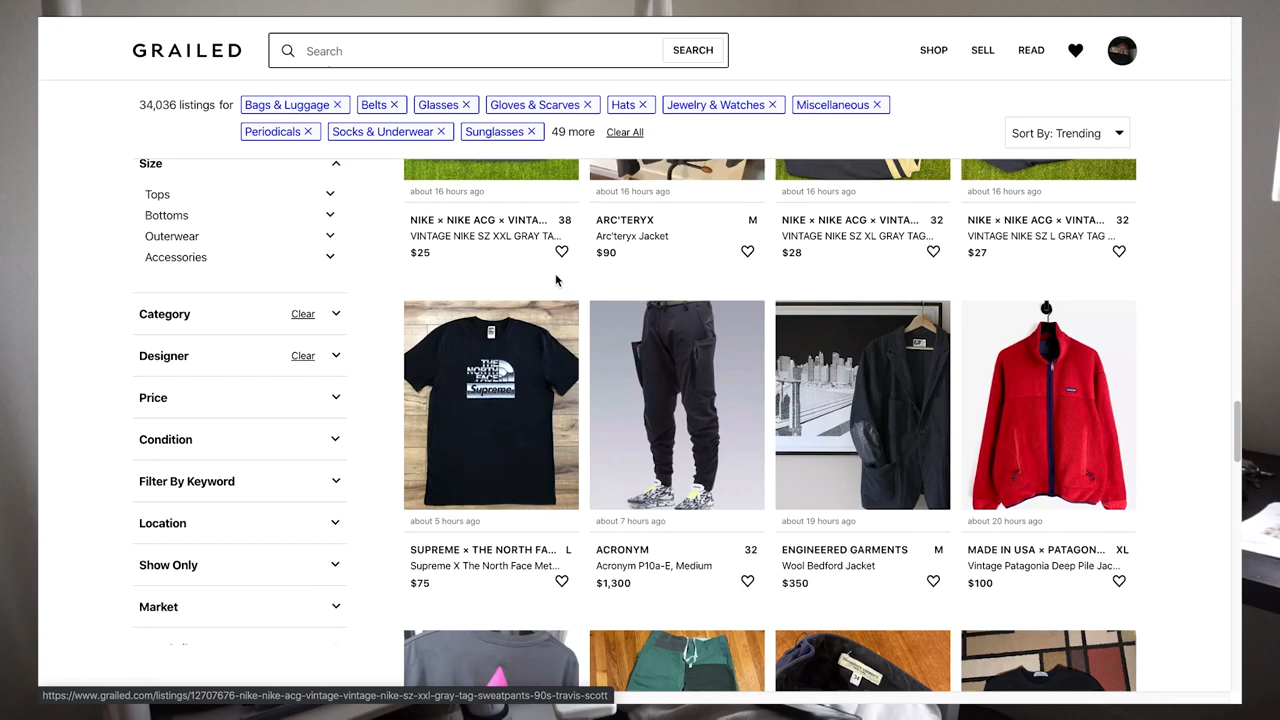 GRAILED
Search
SEARCH
SHOP
SELL
READ
34,036 listings for
Bags & Luggage ×
Belts ×
Glasses ×
Gloves & Scarves ×
Hats ×
Jewelry & Watches ×
Miscellaneous ×
Periodicals ×
Socks & Underwear ×
Sunglasses ×
49 more
Clear All
Sort By: Trending
Size
Tops
Bottoms
Outerwear
Accessories
Category
Clear
Designer
Clear
Price
Condition
Filter By Keyword
Location
Show Only
Market
about 16 hours ago
NIKE × NIKE ACG × VINTA... 38
VINTAGE NIKE SZ XXL GRAY TA...
$25
about 16 hours ago
ARC'TERYX M
Arc'teryx Jacket
$90
about 16 hours ago
NIKE × NIKE ACG × VINTA... 32
VINTAGE NIKE SZ XL GRAY TAG...
$28
about 16 hours ago
NIKE × NIKE ACG × VINTA... 32
VINTAGE NIKE SZ L GRAY TAG ...
$27
THE
NORTH
FACE
Supreme
about 5 hours ago
SUPREME × THE NORTH FA... L
Supreme X The North Face Met...
$75
about 7 hours ago
ACRONYM 32
Acronym P10a-E, Medium
$1,300
about 19 hours ago
ENGINEERED GARMENTS M
Wool Bedford Jacket
$350
about 20 hours ago
MADE IN USA × PATAGON... XL
Vintage Patagonia Deep Pile Jac...
$100
https://www.grailed.com/listings/12707676-nike-nike-acg-vintage-vintage-nike-sz-xxl-gray-tag-sweatpants-90s-travis-scott